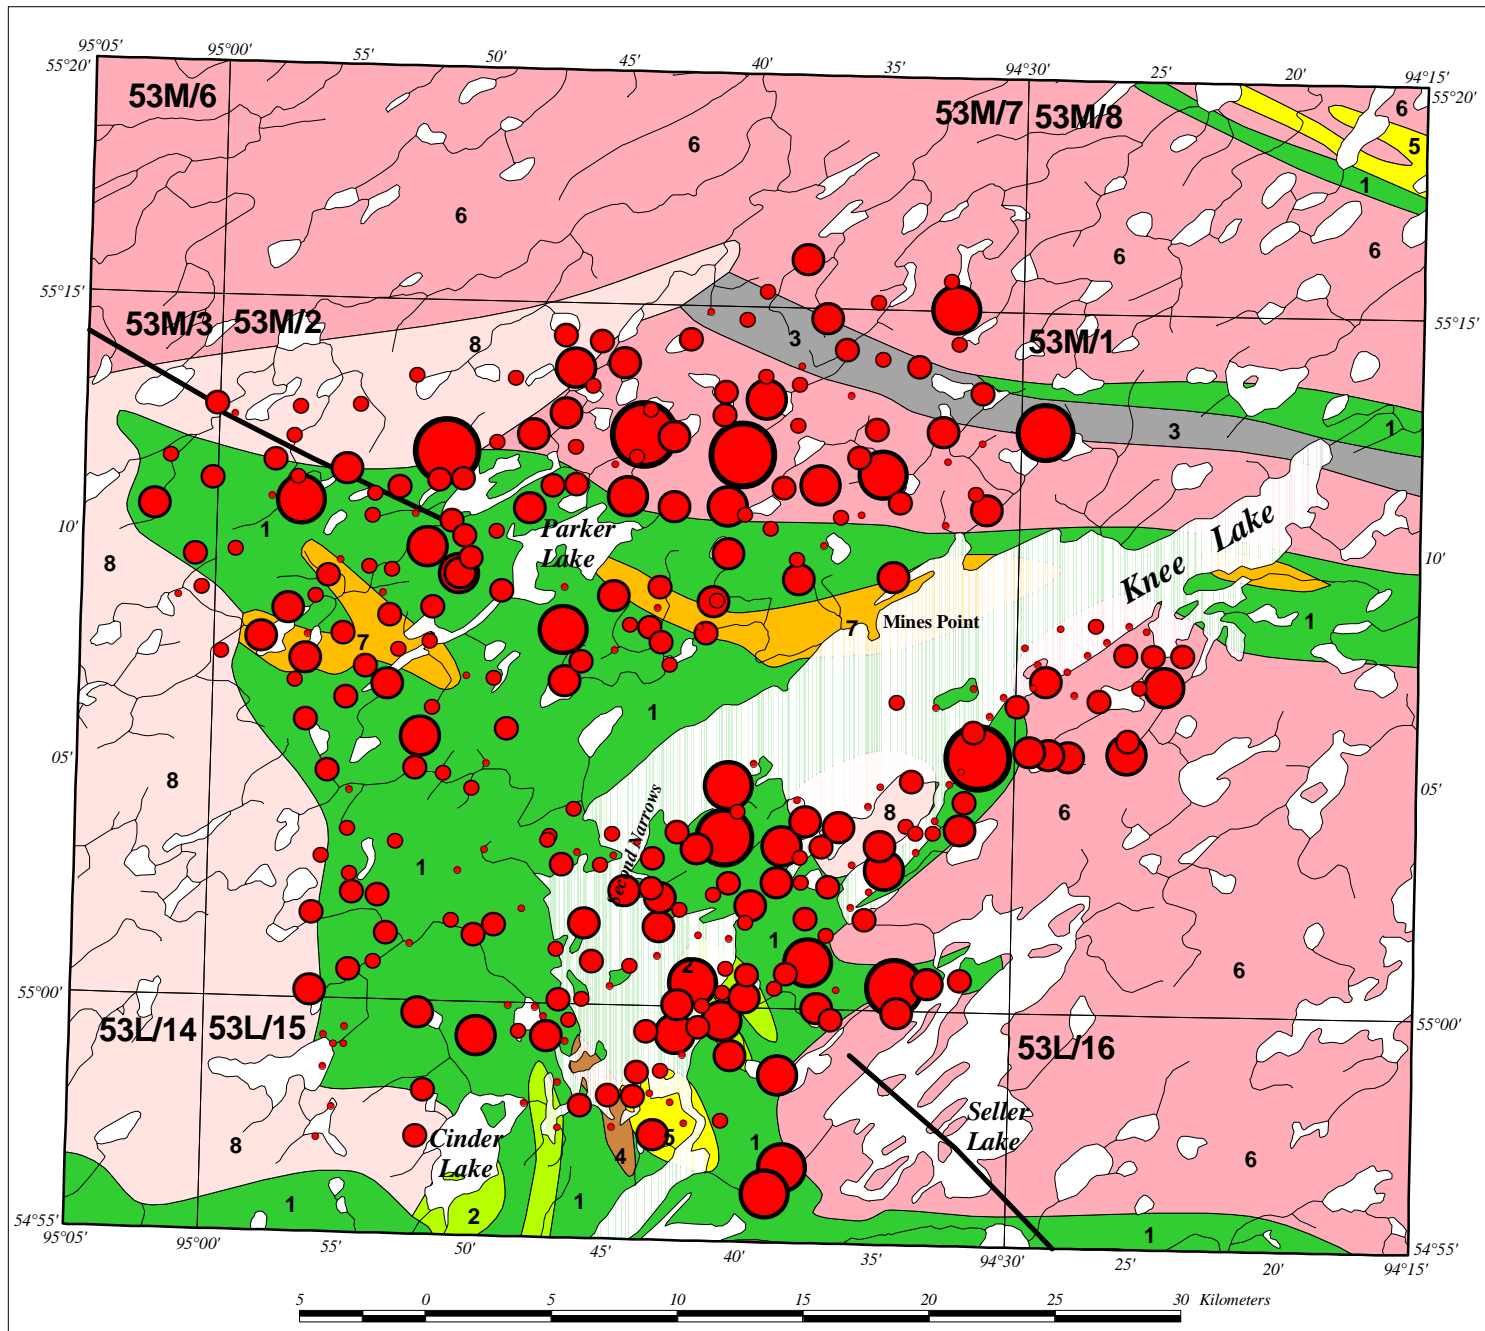 95°05' 95°00' 55' 50' 45' 40' 35' 94°30' 25' 20' 94°15'
55°20' 55°20'
53M/6 53M/7 53M/8
6 6 5
6 1
6 6 6
55°15' 55°15'
53M/3 53M/2 8 3 53M/1
3 1
10' 1 Parker Lake Knee Lake 10'
8 7 7 Mines Point 1
1
05' 8 05'
Second Narrows 8 6
1
1 6
2
55°00' 55°00'
53L/14 53L/15 53L/16
Seller Lake
Cinder Lake
8 4 5 1 6
1 2 1 1
54°55' 54°55'
95°05' 95°00' 55' 50' 45' 40' 35' 94°30' 25' 20' 94°15'
5 0 5 10 15 20 25 30 Kilometers